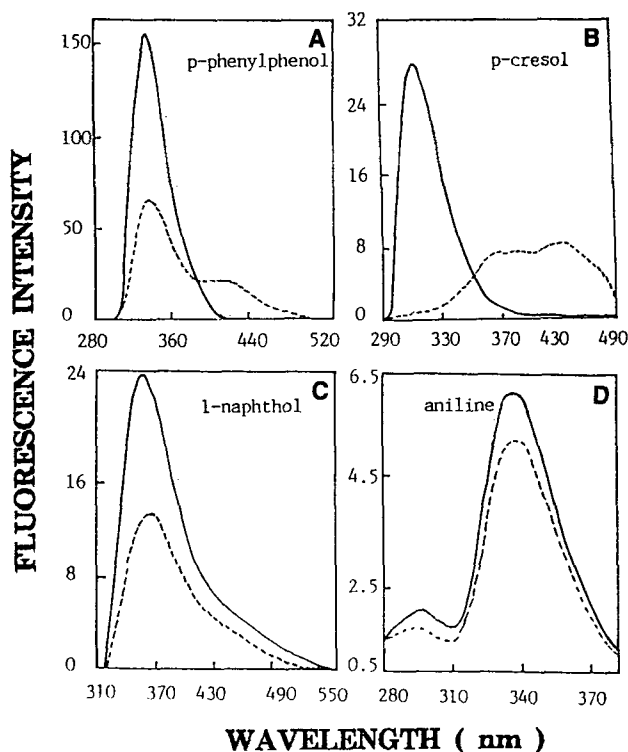 FLUORESCENCE INTENSITY
A
p-phenylphenol
150
100
50
0
280 360 440 520
B
p-cresol
32
24
16
8
0
290 330 370 430 490
C
1-naphthol
24
16
8
0
310 370 430 490 550
D
aniline
6.5
4.5
2.5
0.5
280 310 340 370
WAVELENGTH ( nm )